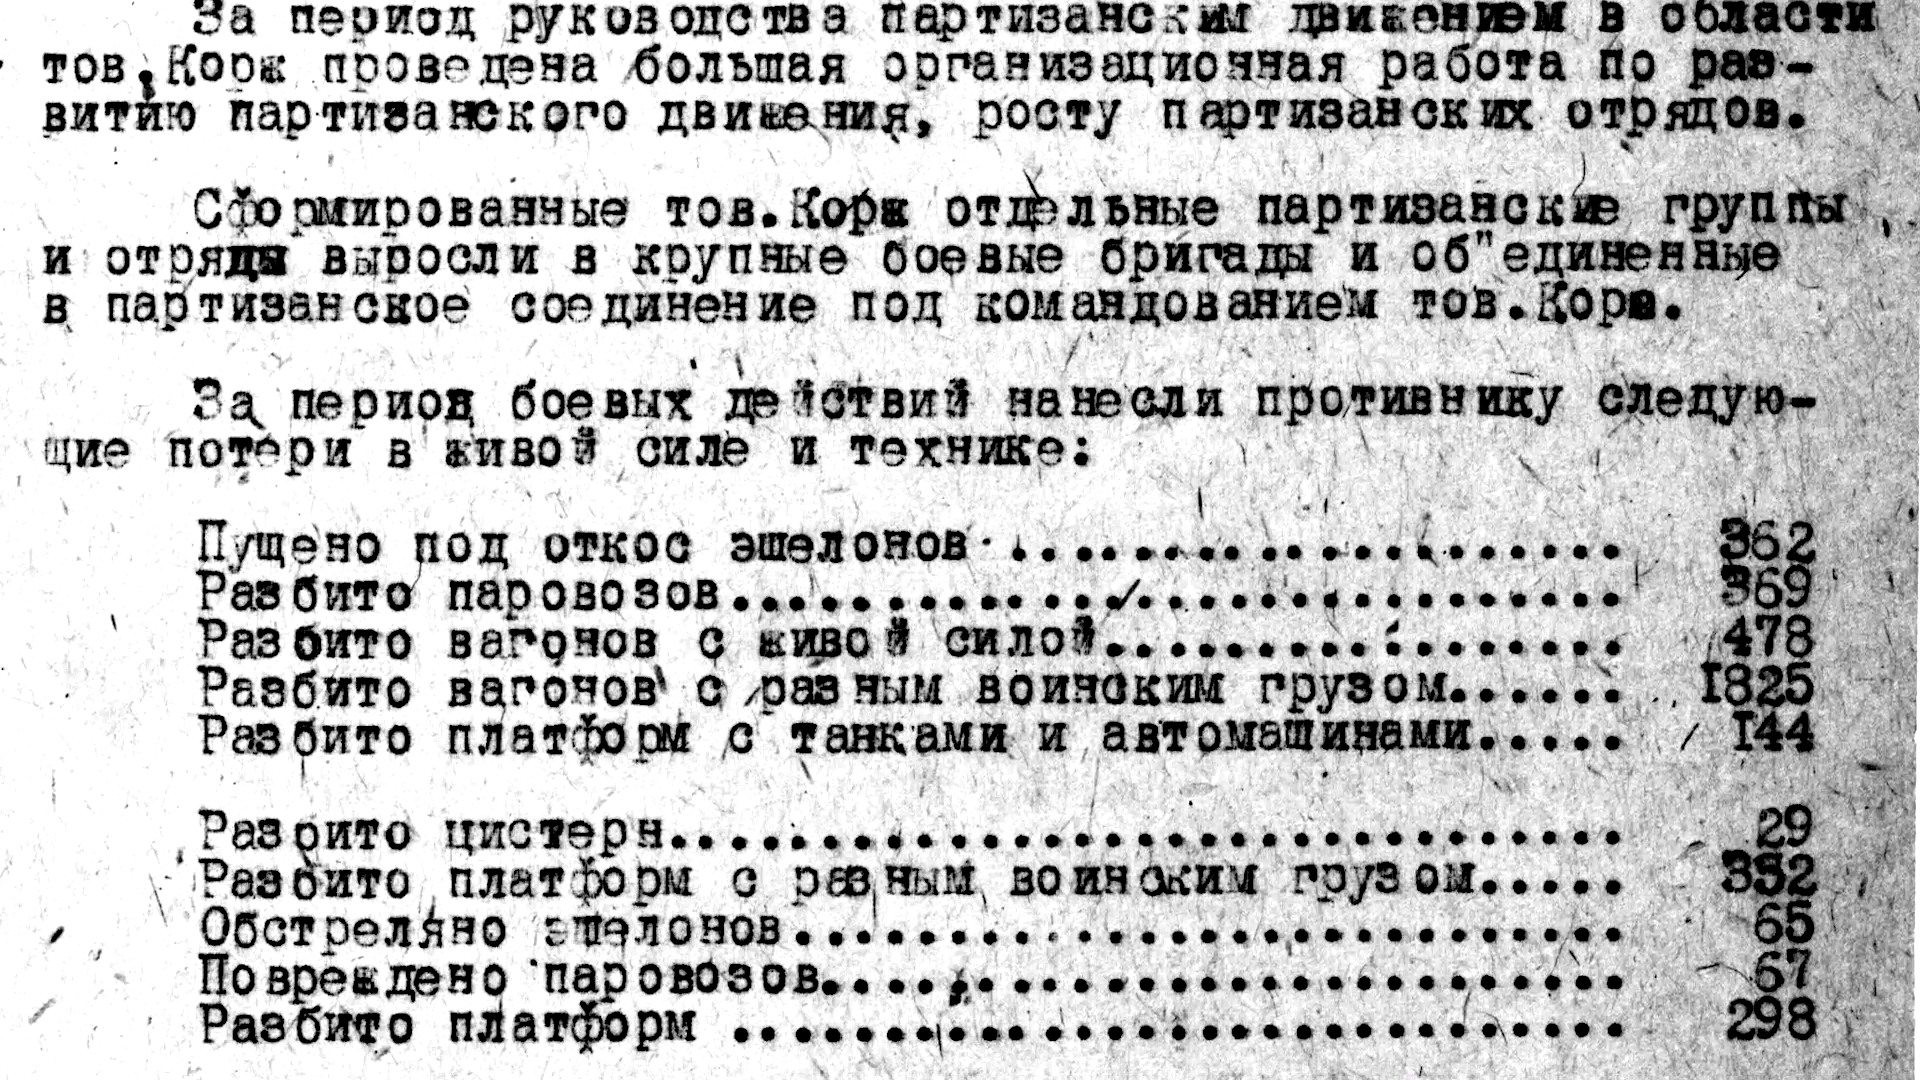 За период руководства партизанским движением в области
тов.Корж проведена большая организационная работа по раз-
витию партизанского движения, росту партизанских отрядов.
Сформированные тов.Корж отдельные партизанские группы
и отряды выросли в крупные боевые бригады и об"единенные
в партизанское соединение под командованием тов.Корж.
За период боевых действий нанесли противнику следую-
щие потери в живой силе и технике:
Пущено под откос эшелонов .................... 362
Разбито паровозов............................. 369
Разбито вагонов с живой силой................. 478
Разбито вагонов с разным воинским грузом...... 1825
Разбито платформ с танками и автомашинами..... 144
Разбито цистерн............................... 29
Разбито платформ с разным воинским грузом..... 352
Обстреляно эшелонов........................... 65
Повреждено паровозов.......................... 67
Разбито платформ ............................. 298